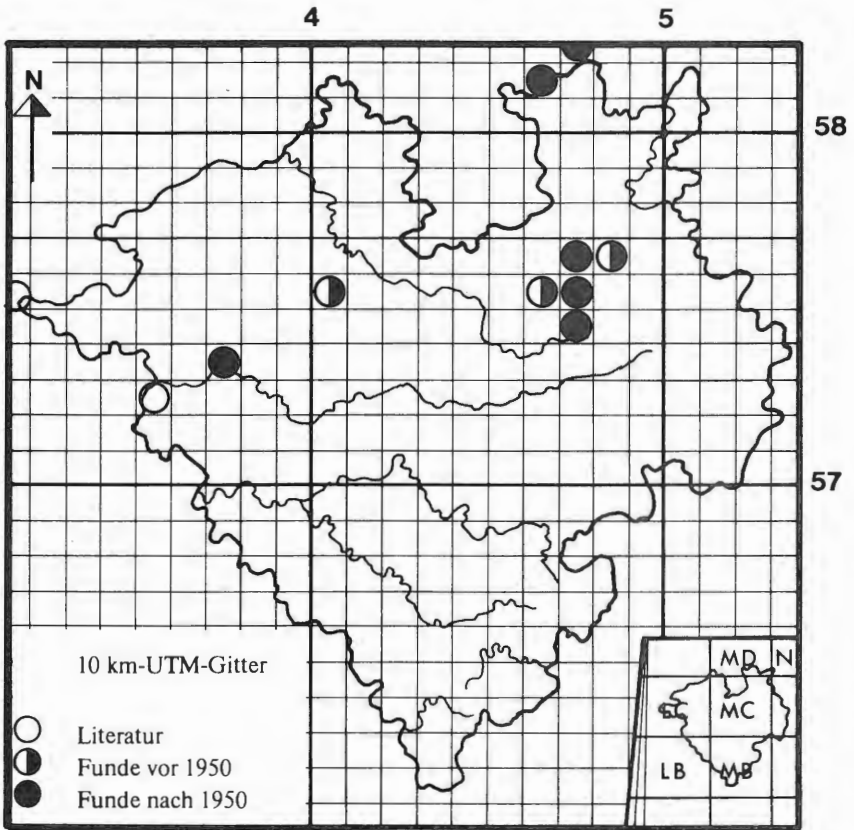 4 5
N
58
57
10 km-UTM-Gitter
MD N
MC
LB MB
Literatur
Funde vor 1950
Funde nach 1950